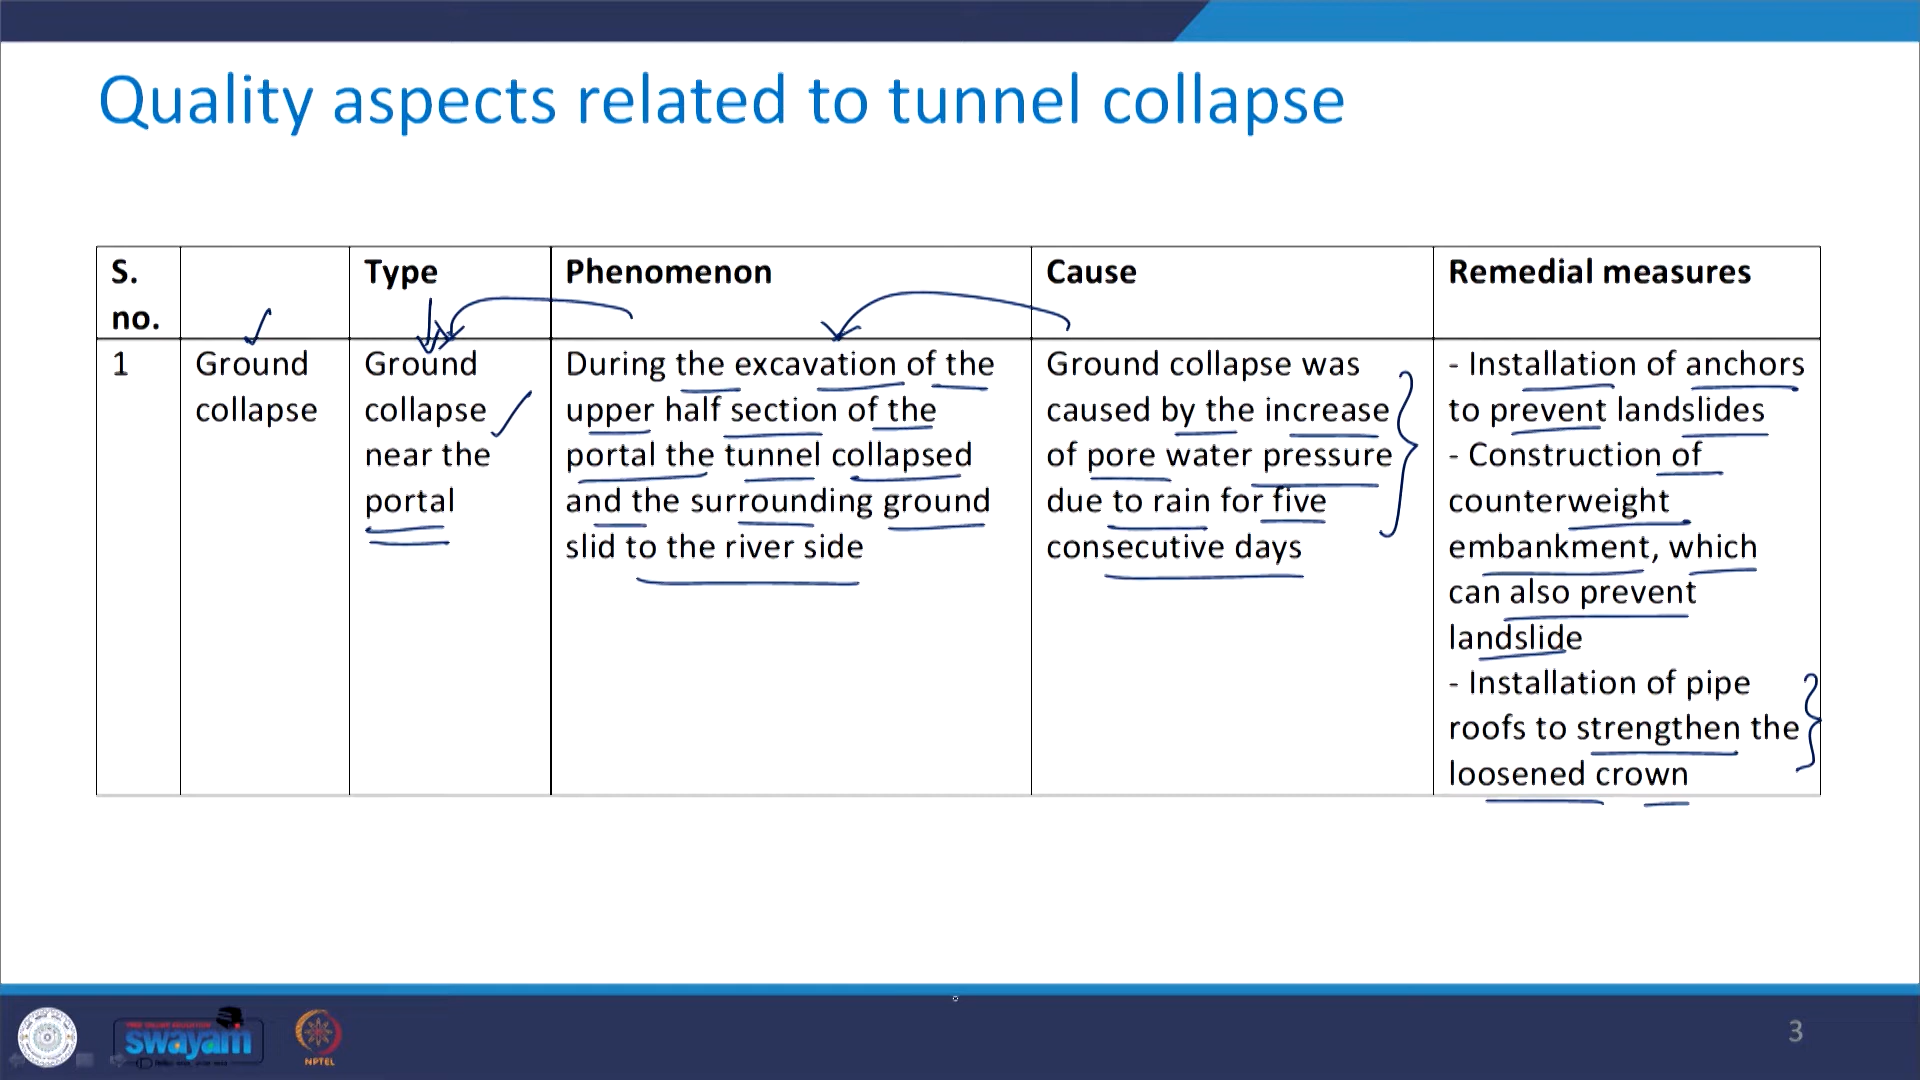 Quality aspects related to tunnel collapse
S.
no.
Type
Phenomenon
Cause
Remedial measures
1
Ground
collapse
Ground
collapse
near the
portal
During the excavation of the
upper half section of the
portal the tunnel collapsed
and the surrounding ground
slid to the river side
Ground collapse was
caused by the increase
of pore water pressure
due to rain for five
consecutive days
- Installation of anchors
to prevent landslides
- Construction of
counterweight
embankment, which
can also prevent
landslide
- Installation of pipe
roofs to strengthen the
loosened crown
swayam
NPTEL
3